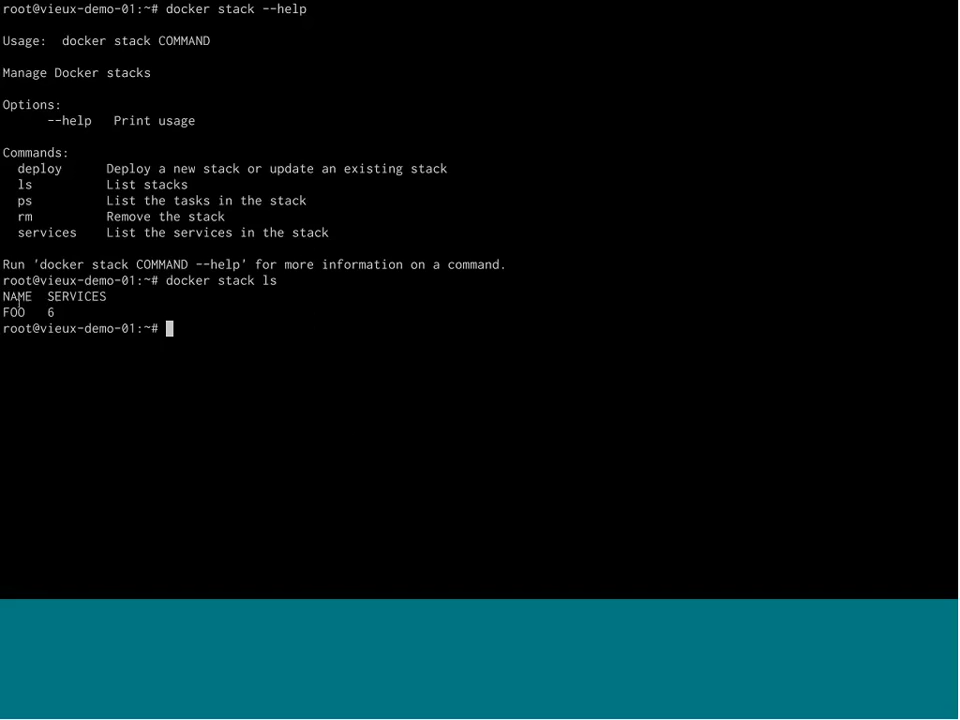 root@vieux-demo-01:~# docker stack --help
Usage:  docker stack COMMAND
Manage Docker stacks
Options:
      --help   Print usage
Commands:
  deploy      Deploy a new stack or update an existing stack
  ls          List stacks
  ps          List the tasks in the stack
  rm          Remove the stack
  services    List the services in the stack
Run 'docker stack COMMAND --help' for more information on a command.
root@vieux-demo-01:~# docker stack ls
NAME  SERVICES
FOO   6
root@vieux-demo-01:~#